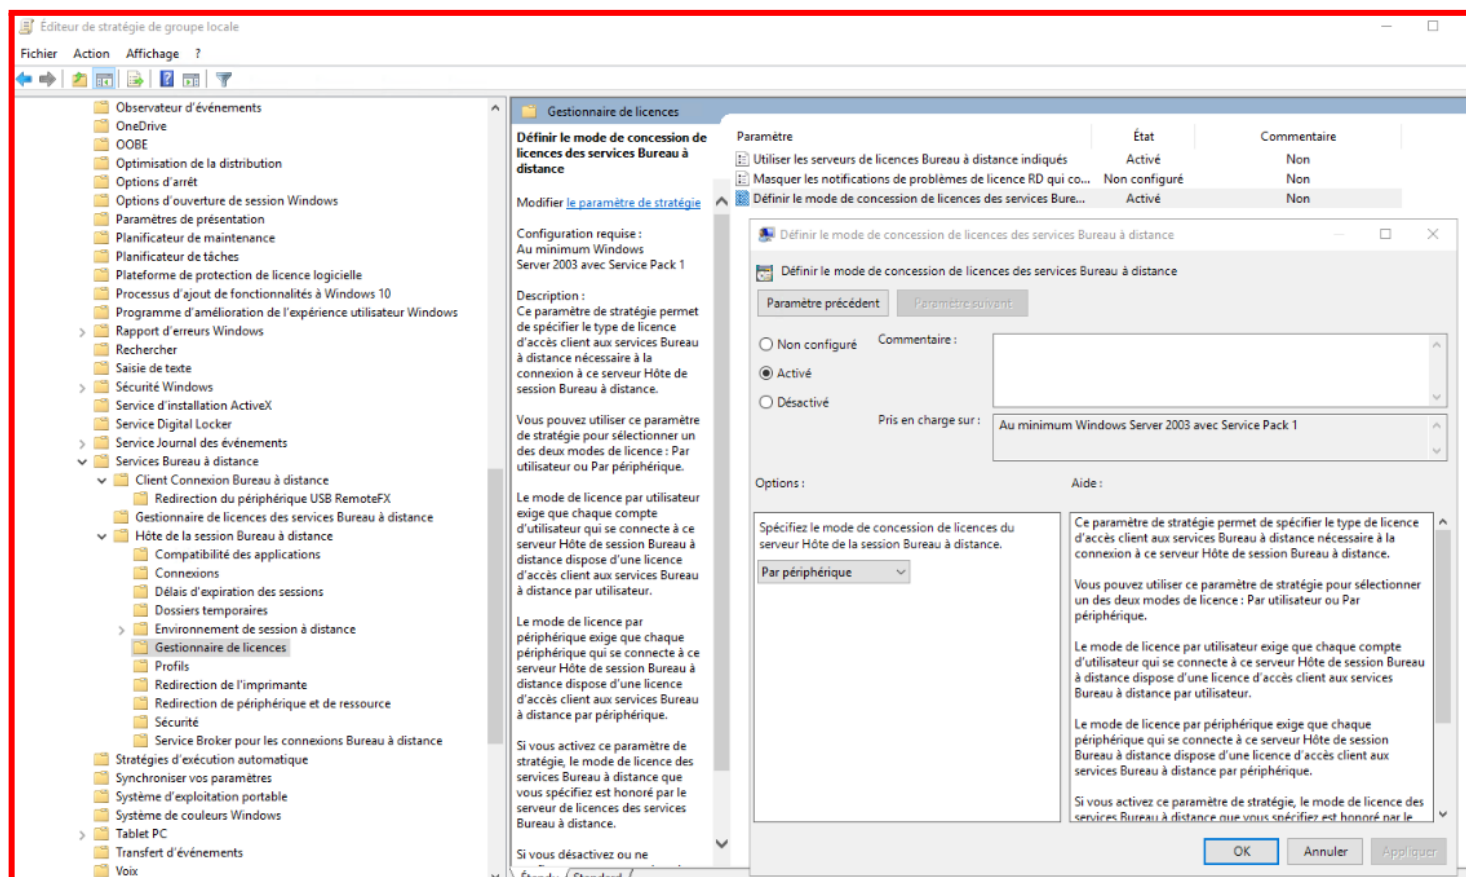 Éditeur de stratégie de groupe locale
Fichier Action Affichage ?
Observateur d'événements
OneDrive
OOBE
Optimisation de la distribution
Options d'arrêt
Options d'ouverture de session Windows
Paramètres de présentation
Planificateur de maintenance
Planificateur de tâches
Plateforme de protection de licence logicielle
Processus d'ajout de fonctionnalités à Windows 10
Programme d'amélioration de l'expérience utilisateur Windows
Rapport d'erreurs Windows
Rechercher
Saisie de texte
Sécurité Windows
Service d'installation ActiveX
Service Digital Locker
Service Journal des événements
Services Bureau à distance
Client Connexion Bureau à distance
Redirection du périphérique USB RemoteFX
Gestionnaire de licences des services Bureau à distance
Hôte de la session Bureau à distance
Compatibilité des applications
Connexions
Délais d'expiration des sessions
Dossiers temporaires
Environnement de session à distance
Gestionnaire de licences
Profils
Redirection de l'imprimante
Redirection de périphérique et de ressource
Sécurité
Service Broker pour les connexions Bureau à distance
Stratégies d'exécution automatique
Synchroniser vos paramètres
Système d'exploitation portable
Système de couleurs Windows
Tablet PC
Transfert d'événements
Voix
Gestionnaire de licences
Définir le mode de concession de
licences des services Bureau à
distance
Modifier le paramètre de stratégie
Configuration requise :
Au minimum Windows
Server 2003 avec Service Pack 1
Description :
Ce paramètre de stratégie permet
de spécifier le type de licence
d'accès client aux services Bureau
à distance nécessaire à la
connexion à ce serveur Hôte de
session Bureau à distance.
Vous pouvez utiliser ce paramètre
de stratégie pour sélectionner un
des deux modes de licence : Par
utilisateur ou Par périphérique.
Le mode de licence par utilisateur
exige que chaque compte
d'utilisateur qui se connecte à ce
serveur Hôte de session Bureau à
distance dispose d'une licence
d'accès client aux services Bureau
à distance par utilisateur.
Le mode de licence par
périphérique exige que chaque
périphérique qui se connecte à ce
serveur Hôte de session Bureau à
distance dispose d'une licence
d'accès client aux services Bureau
à distance par périphérique.
Si vous activez ce paramètre de
stratégie, le mode de licence des
services Bureau à distance que
vous spécifiez est honoré par le
serveur de licences des services
Bureau à distance.
Si vous désactivez ou ne
Étendu Standard
Paramètre État Commentaire
Utiliser les serveurs de licences Bureau à distance indiqués Activé Non
Masquer les notifications de problèmes de licence RD qui co... Non configuré Non
Définir le mode de concession de licences des services Bure... Activé Non
Définir le mode de concession de licences des services Bureau à distance
Définir le mode de concession de licences des services Bureau à distance
Paramètre précédent Paramètre suivant
Non configuré Commentaire :
Activé
Désactivé
Pris en charge sur : Au minimum Windows Server 2003 avec Service Pack 1
Options : Aide :
Spécifiez le mode de concession de licences du
serveur Hôte de la session Bureau à distance.
Par périphérique
Ce paramètre de stratégie permet de spécifier le type de licence
d'accès client aux services Bureau à distance nécessaire à la
connexion à ce serveur Hôte de session Bureau à distance.
Vous pouvez utiliser ce paramètre de stratégie pour sélectionner
un des deux modes de licence : Par utilisateur ou Par
périphérique.
Le mode de licence par utilisateur exige que chaque compte
d'utilisateur qui se connecte à ce serveur Hôte de session Bureau
à distance dispose d'une licence d'accès client aux services
Bureau à distance par utilisateur.
Le mode de licence par périphérique exige que chaque
périphérique qui se connecte à ce serveur Hôte de session
Bureau à distance dispose d'une licence d'accès client aux
services Bureau à distance par périphérique.
Si vous activez ce paramètre de stratégie, le mode de licence des
services Bureau à distance que vous spécifiez est honoré par le
OK Annuler Appliquer